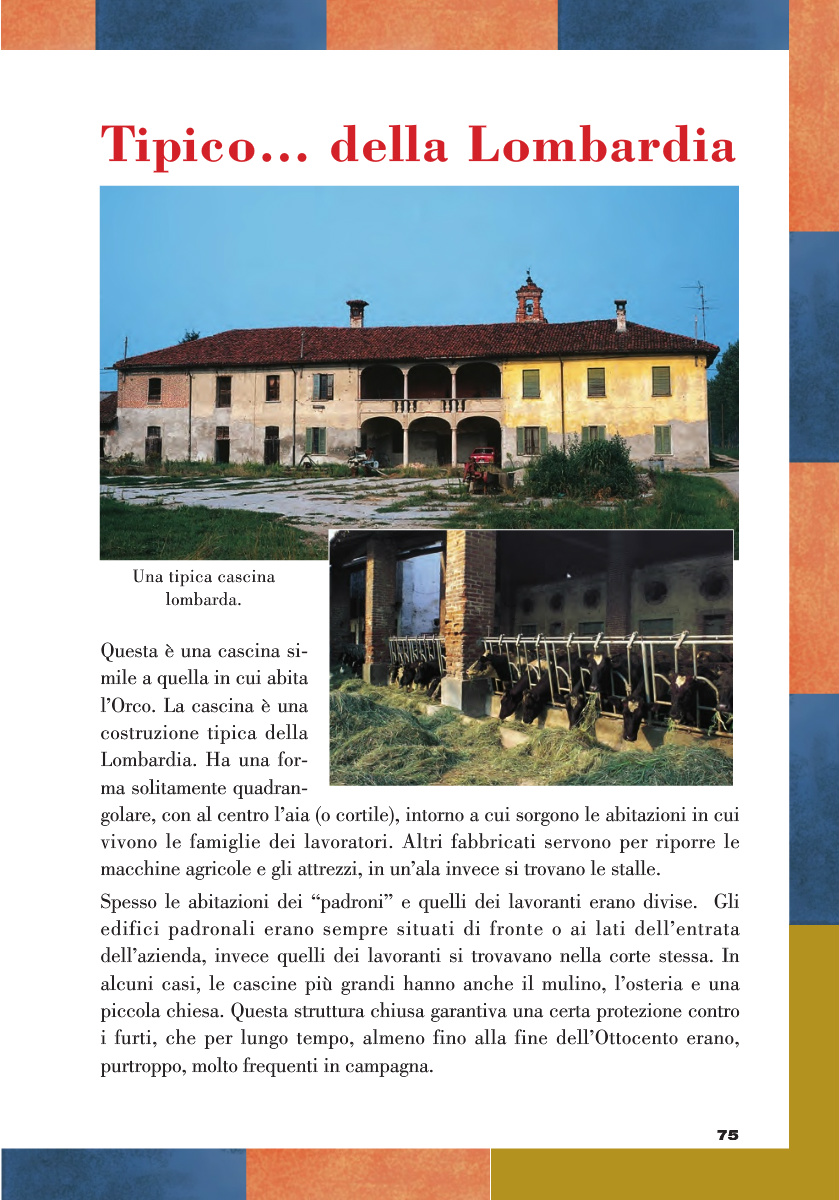 Tipico... della Lombardia
Una tipica cascina
lombarda.
Questa è una cascina si-
mile a quella in cui abita
l’Orco. La cascina è una
costruzione tipica della
Lombardia. Ha una for-
ma solitamente quadran-
golare, con al centro l’aia (o cortile), intorno a cui sorgono le abitazioni in cui
vivono le famiglie dei lavoratori. Altri fabbricati servono per riporre le
macchine agricole e gli attrezzi, in un’ala invece si trovano le stalle.
Spesso le abitazioni dei “padroni” e quelli dei lavoranti erano divise. Gli
edifici padronali erano sempre situati di fronte o ai lati dell’entrata
dell’azienda, invece quelli dei lavoranti si trovavano nella corte stessa. In
alcuni casi, le cascine più grandi hanno anche il mulino, l’osteria e una
piccola chiesa. Questa struttura chiusa garantiva una certa protezione contro
i furti, che per lungo tempo, almeno fino alla fine dell’Ottocento erano,
purtroppo, molto frequenti in campagna.
75